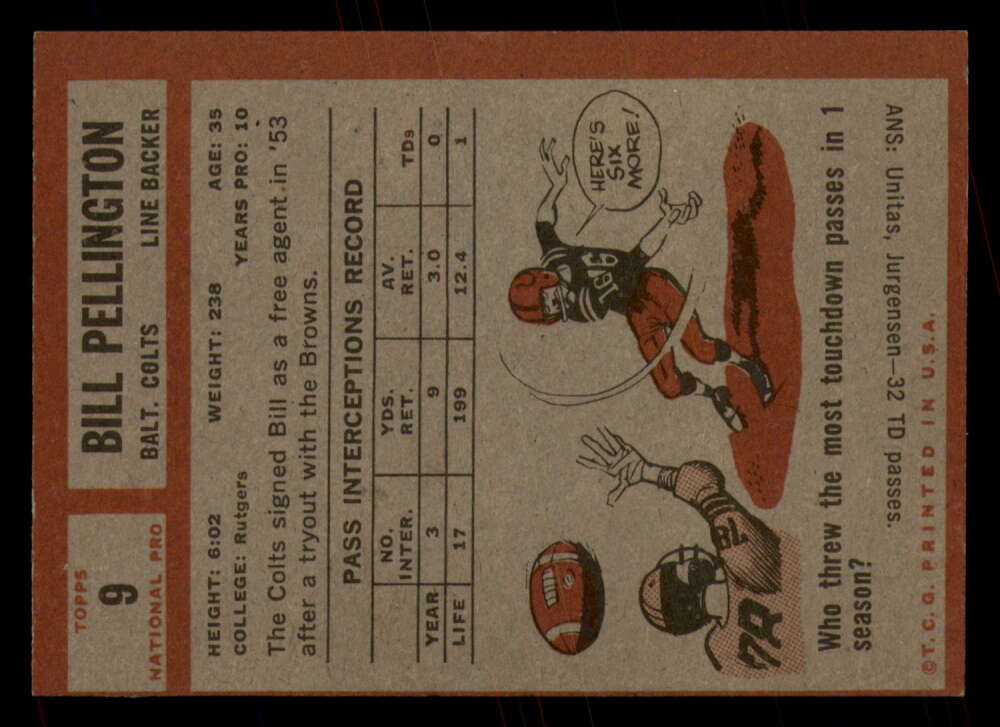 TOPPS
9
NATIONAL PRO
BILL PELLINGTON
BALT. COLTS LINE BACKER
HEIGHT: 6:02 WEIGHT: 238 AGE: 35
COLLEGE: Rutgers YEARS PRO: 10
The Colts signed Bill as a free agent in '53
after a tryout with the Browns.
PASS INTERCEPTIONS RECORD
NO. YDS. AV.
INTER. RET. RET. TDs
YEAR 3 9 3.0 0
LIFE 17 199 12.4 1
HERE'S
SIX
MORE!
19
78
78
Who threw the most touchdown passes in 1
season?
ANS: Unitas, Jurgensen—32 TD passes.
©T.C.G. PRINTED IN U.S.A.